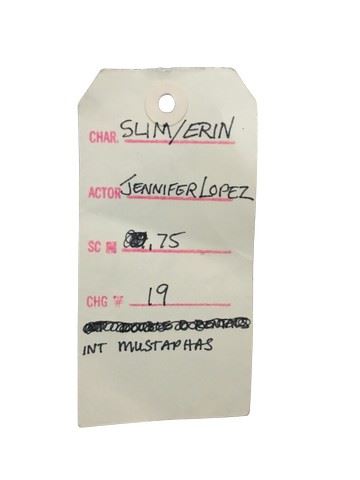 CHAR. SLIM/ERIN
ACTOR JENNIFER LOPEZ
SC # , 75
CHG # 19
INT MUSTAPHAS